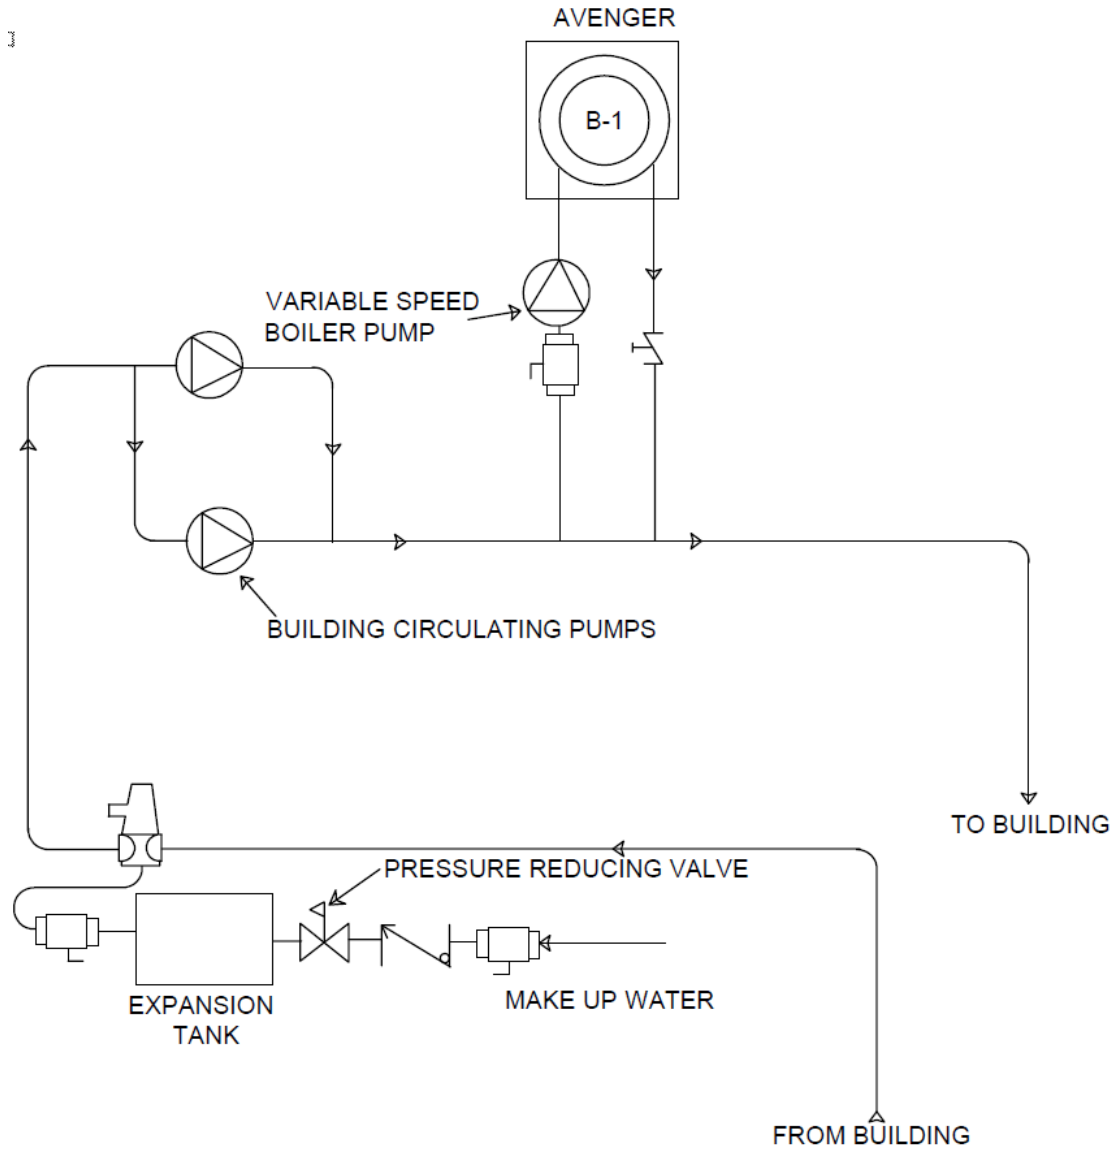 AVENGER
B-1
VARIABLE SPEED
BOILER PUMP
BUILDING CIRCULATING PUMPS
TO BUILDING
PRESSURE REDUCING VALVE
EXPANSION
TANK
MAKE UP WATER
FROM BUILDING